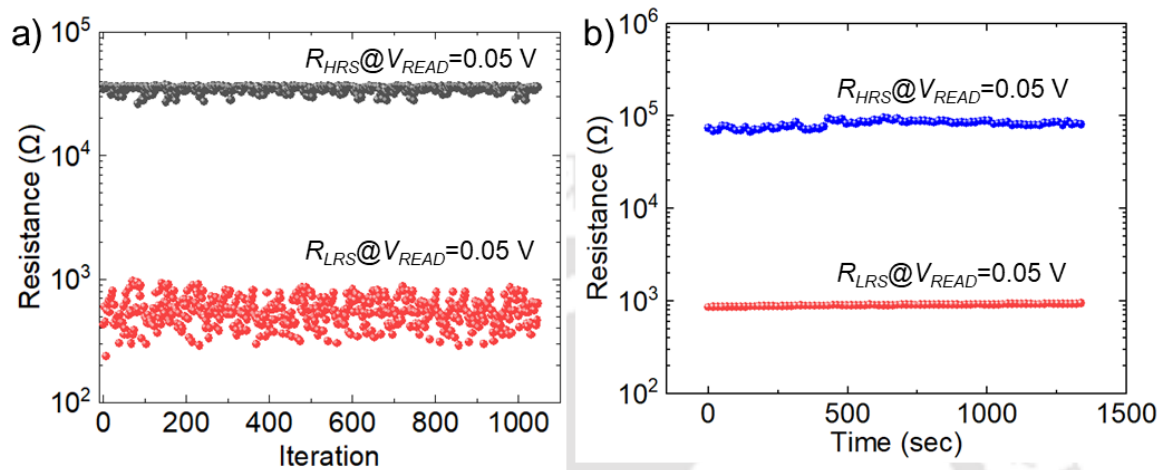 a)
10^5
10^4
10^3
10^2
Resistance (Ω)
R_HRS@V_READ=0.05 V
R_LRS@V_READ=0.05 V
0 200 400 600 800 1000
Iteration
b)
10^6
10^5
10^4
10^3
10^2
Resistance (Ω)
R_HRS@V_READ=0.05 V
R_LRS@V_READ=0.05 V
0 500 1000 1500
Time (sec)